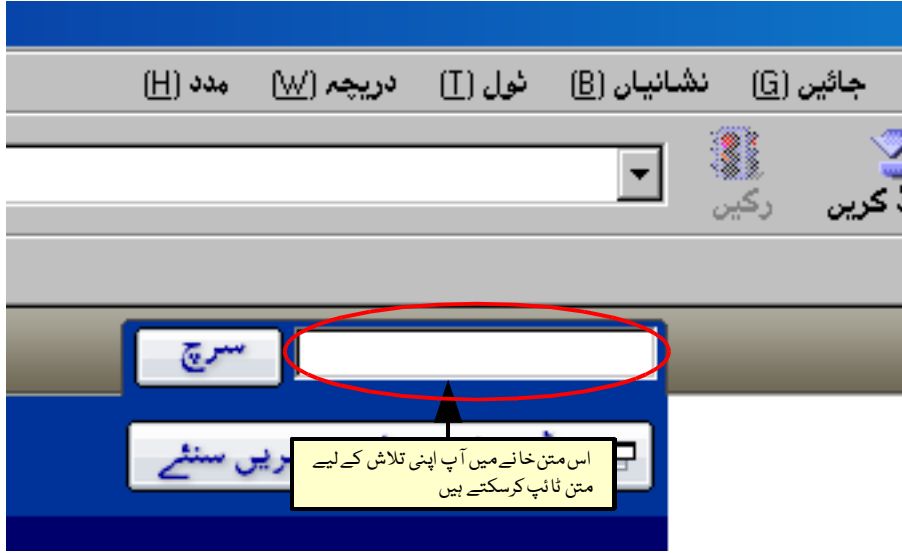 جائیں (G) نشانیاں (B) ٹول (T) دریچہ (W) مدد (H)
کریں رکیں
سرچ
ریں سنئے
اس متن خانے میں آپ اپنی تلاش کے لیے
متن ٹائپ کرسکتے ہیں